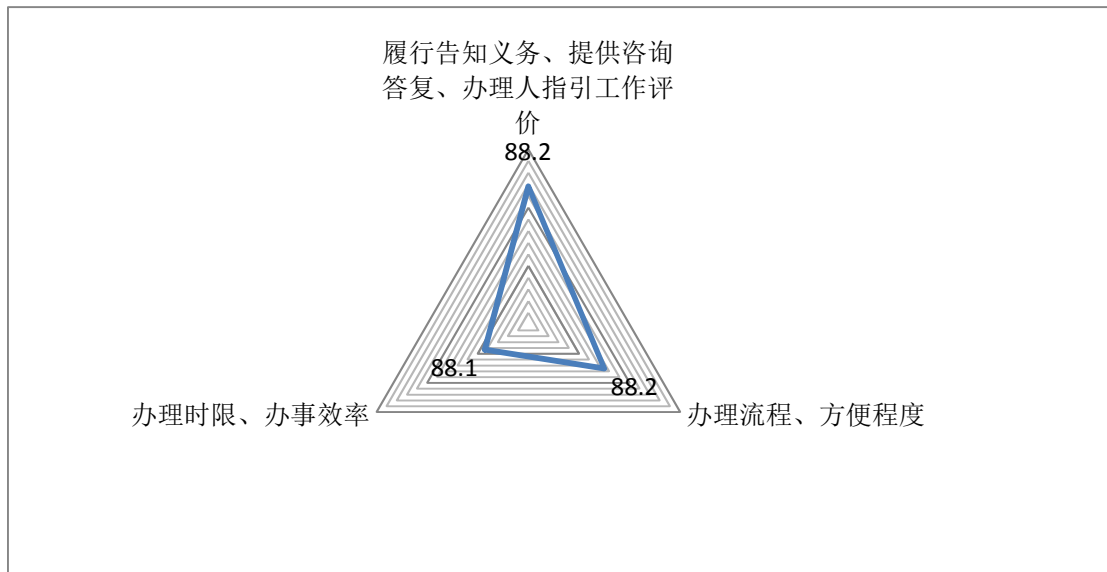 履行告知义务、提供咨询
答复、办理人指引工作评
价
88.2
88.1
88.2
办理时限、办事效率
办理流程、方便程度